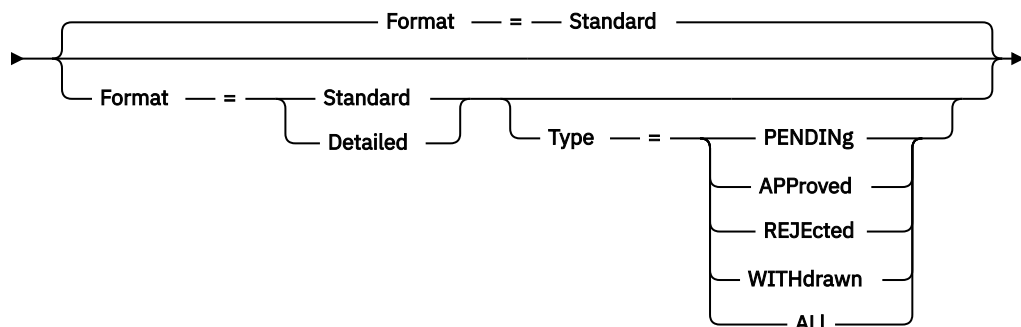 Format = Standard
Format = Standard
Detailed
Type = PENDINg
APProved
REJEcted
WITHdrawn